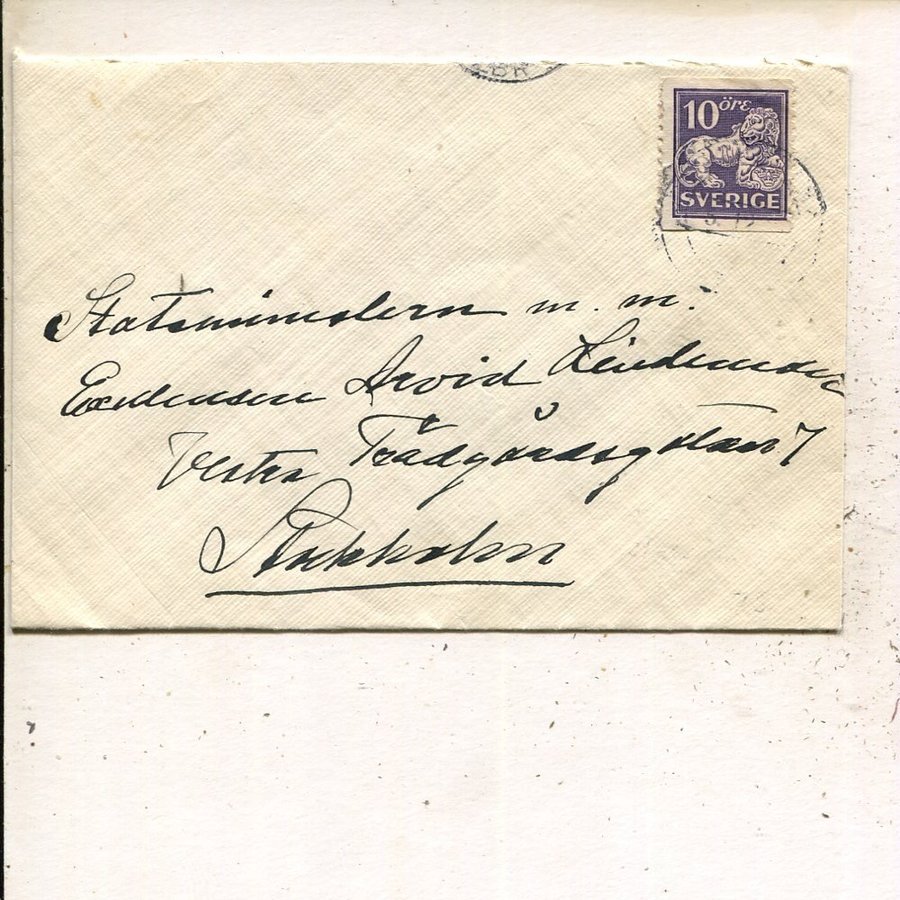 10 öre
SVERIGE
Statsministern m. m.
Excellensen Arvid Lindman
Vestra Trädgårdsgatan 7
Stockholm